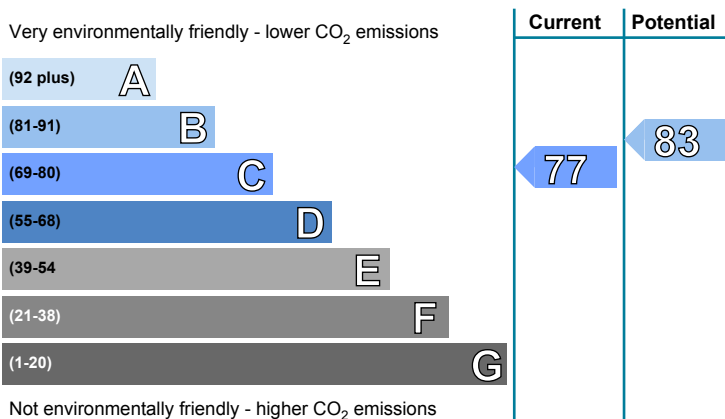 Very environmentally friendly - lower CO2 emissions
Current
Potential
(92 plus) A
(81-91) B
83
(69-80) C
77
(55-68) D
(39-54 E
(21-38) F
(1-20) G
Not environmentally friendly - higher CO2 emissions